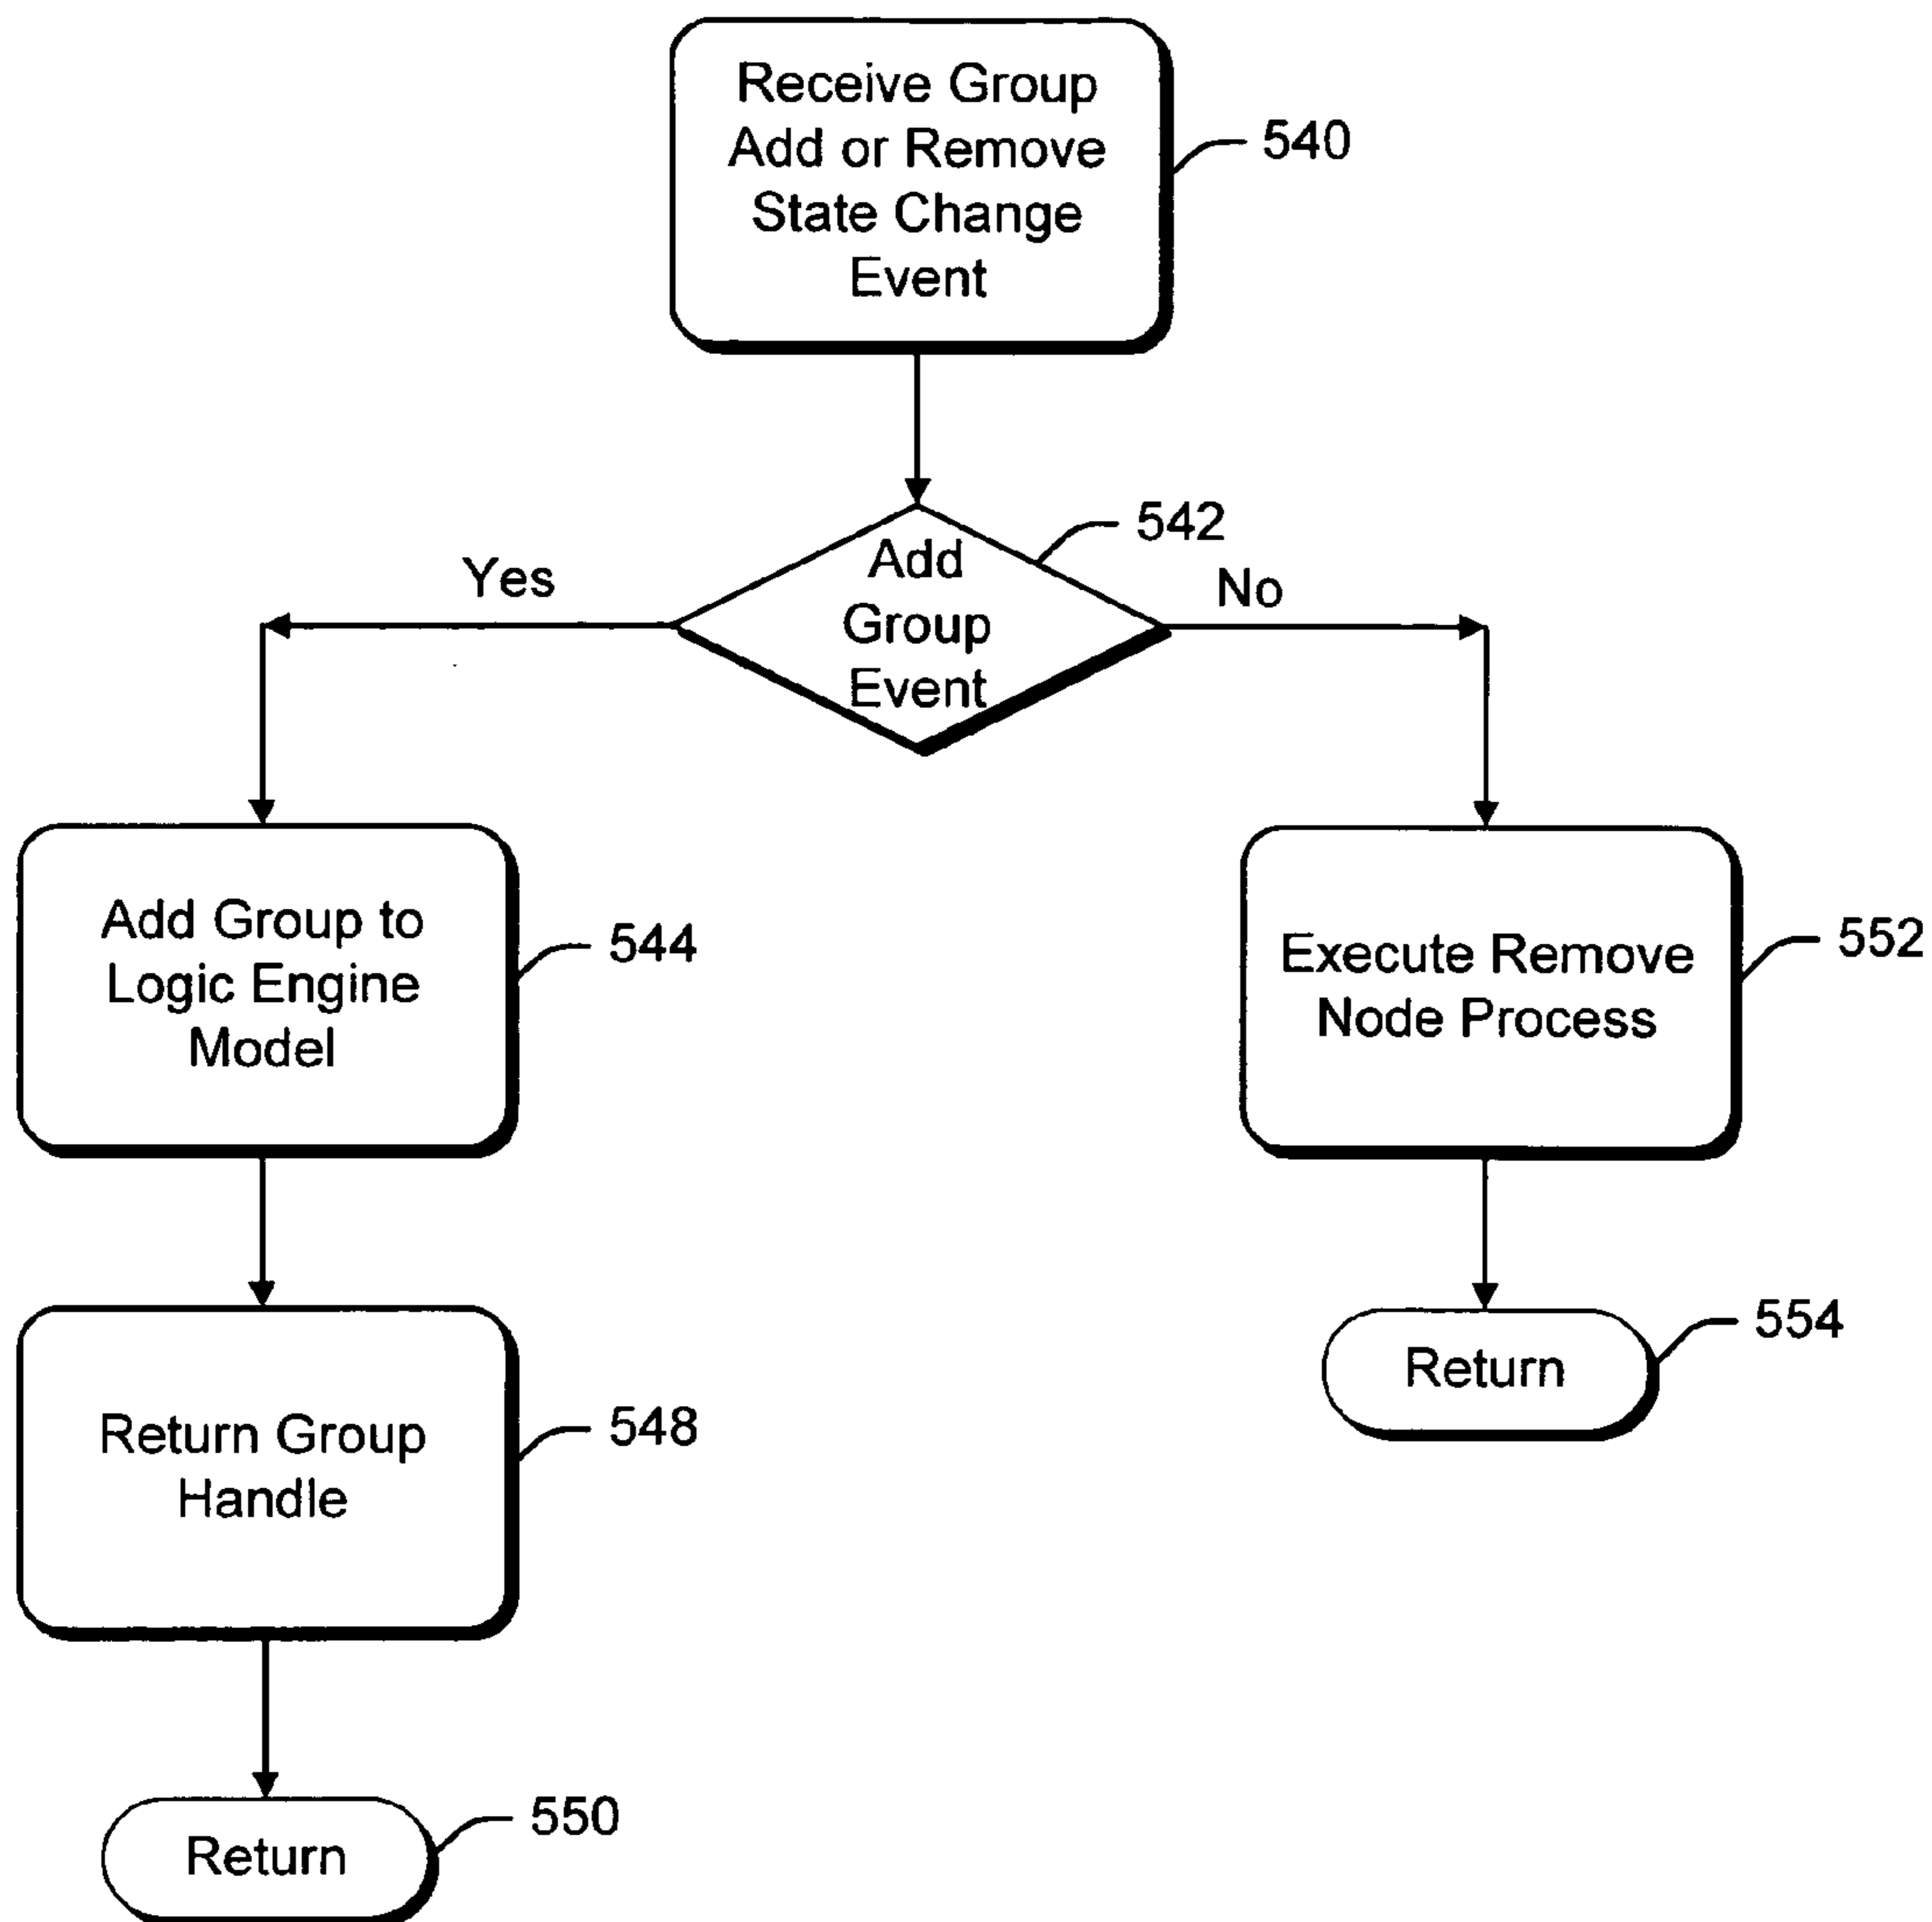 Receive Group
Add or Remove
State Change
Event
540
542
Add
Group
Event
Yes
No
Add Group to
Logic Engine
Model
544
Execute Remove
Node Process
552
Return Group
Handle
548
Return
554
Return
550